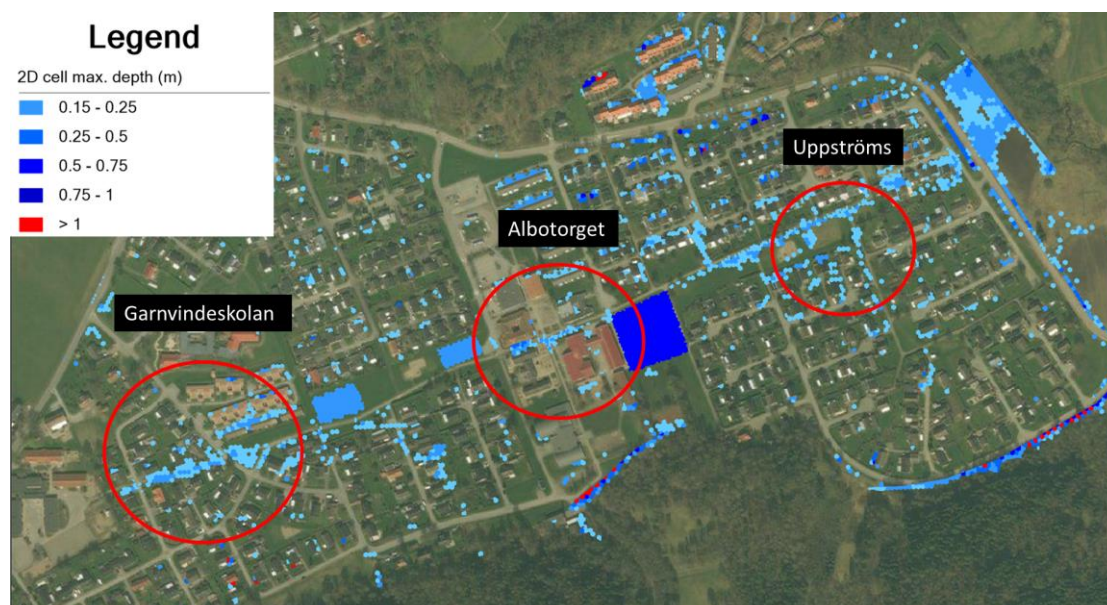 Legend
2D cell max. depth (m)
0.15 - 0.25
0.25 - 0.5
0.5 - 0.75
0.75 - 1
> 1
Uppströms
Albotorget
Garnvindeskolan